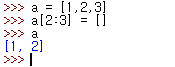 >>> a = [1,2,3]
>>> a[2:3] = []
>>> a
[1, 2]
>>>